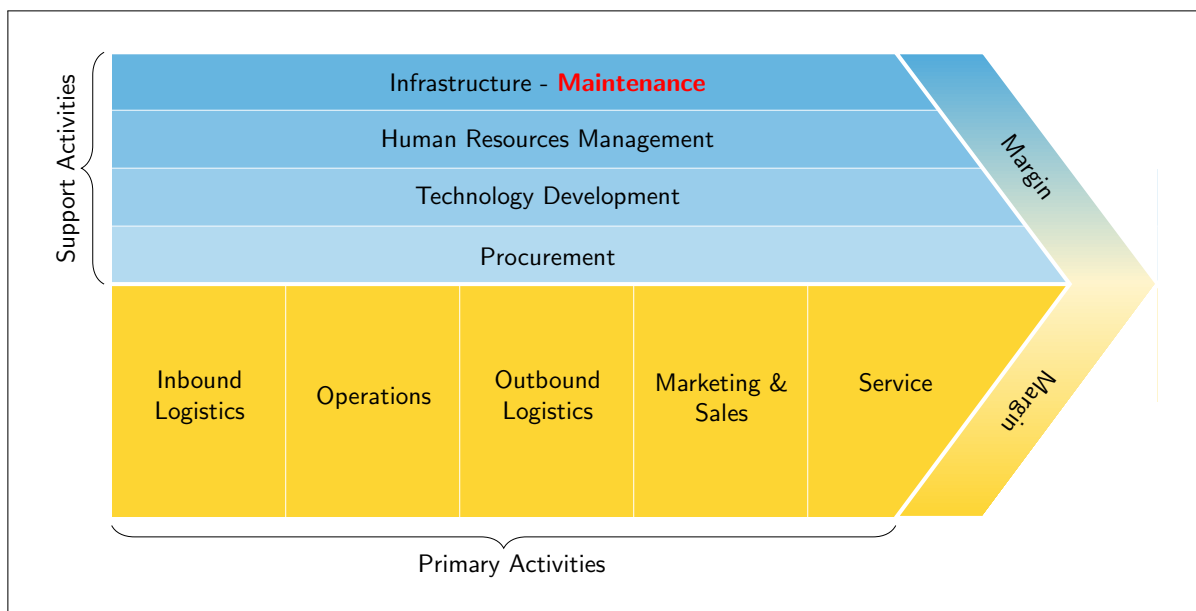 Support Activities
Infrastructure - Maintenance
Human Resources Management
Technology Development
Procurement
Margin
Inbound
Logistics
Operations
Outbound
Logistics
Marketing &
Sales
Service
Margin
Primary Activities